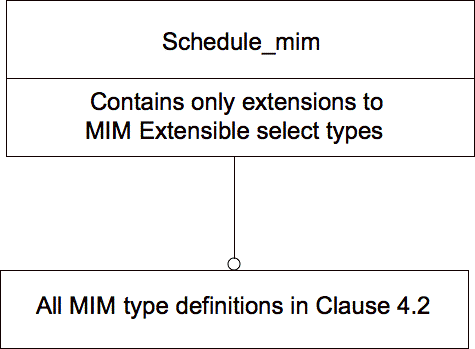 Schedule_mim
Contains only extensions to
MIM Extensible select types
All MIM type definitions in Clause 4.2